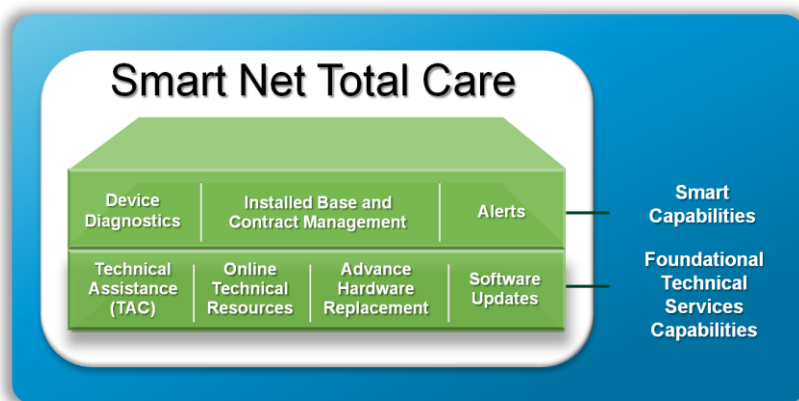 Smart Net Total Care
Device
Diagnostics
Installed Base and
Contract Management
Alerts
Smart
Capabilities
Technical
Assistance
(TAC)
Online
Technical
Resources
Advance
Hardware
Replacement
Software
Updates
Foundational
Technical
Services
Capabilities